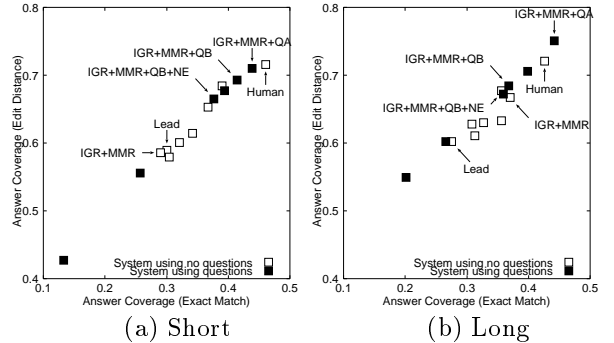 Answer Coverage (Edit Distance)
0.8
0.7
0.6
0.5
0.4
0.1
0.2
0.3
0.4
0.5
IGR+MMR+QA
IGR+MMR+QB
IGR+MMR+QB+NE
Human
Lead
IGR+MMR
System using no questions
System using questions
Answer Coverage (Exact Match)
(a) Short
Answer Coverage (Edit Distance)
0.8
0.7
0.6
0.5
0.4
0.1
0.2
0.3
0.4
0.5
IGR+MMR+QA
IGR+MMR+QB
Human
IGR+MMR+QB+NE
IGR+MMR
Lead
System using no questions
System using questions
Answer Coverage (Exact Match)
(b) Long